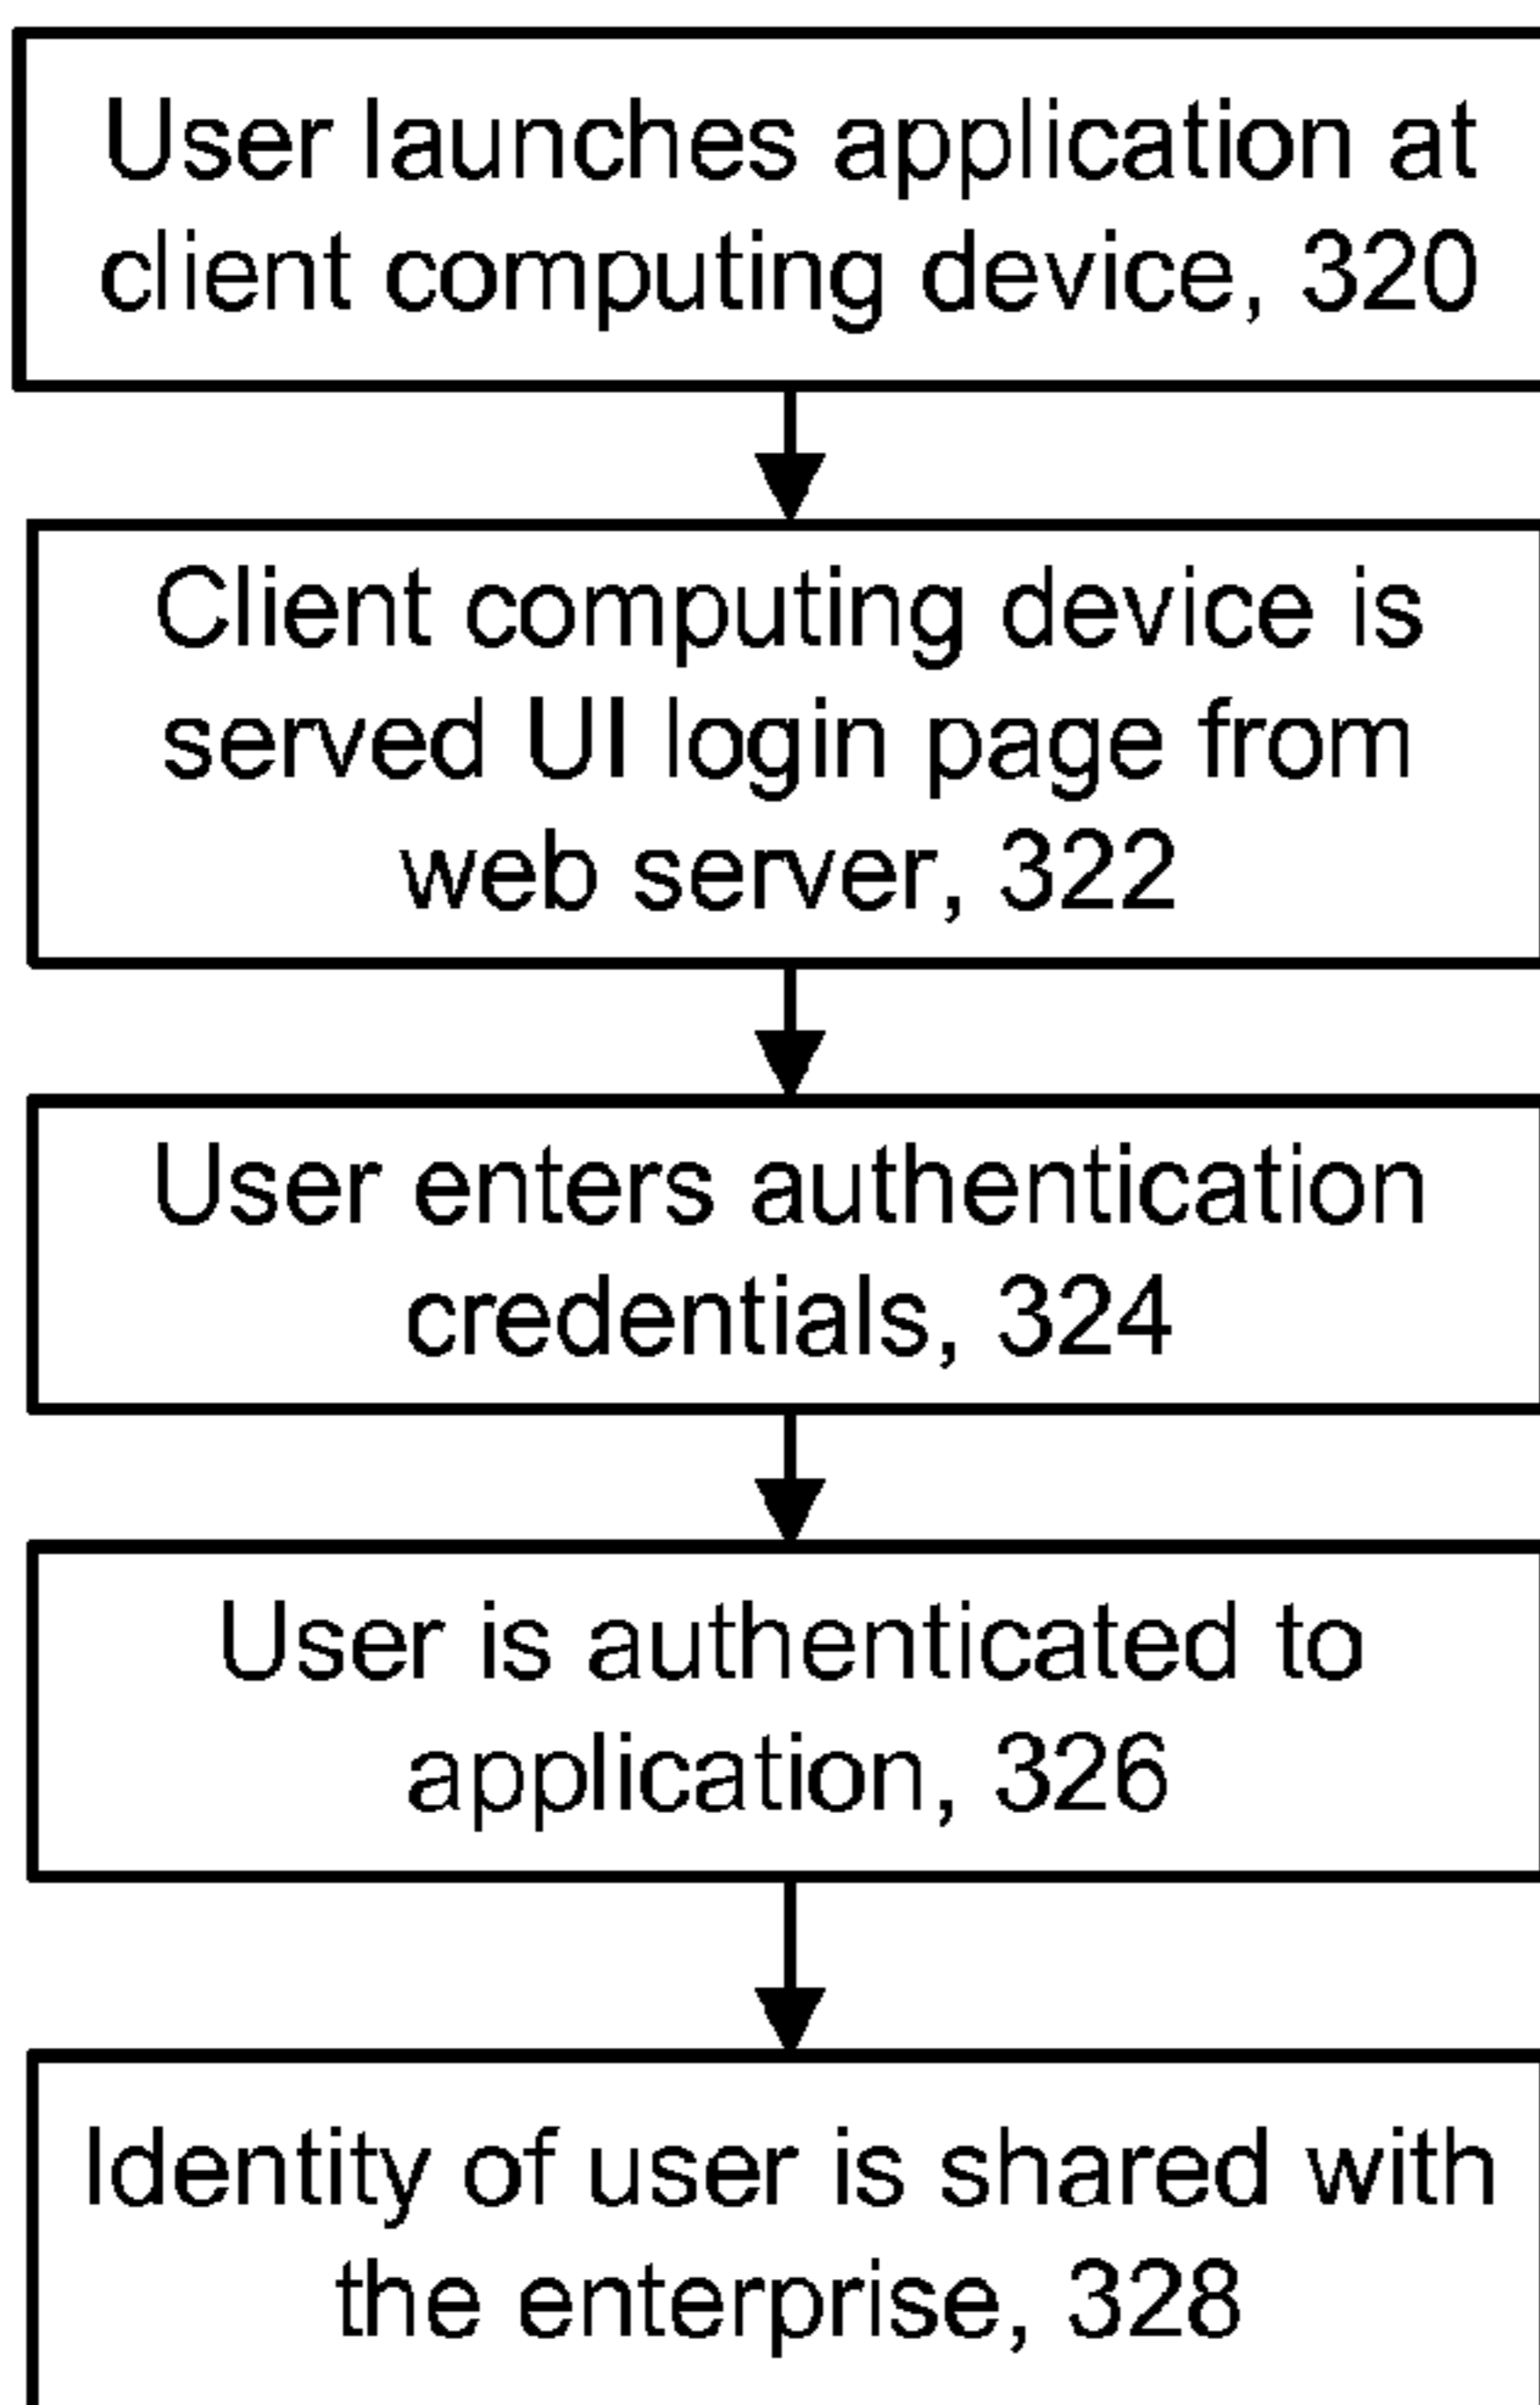 User launches application at
client computing device, 320
Client computing device is
served UI login page from
web server, 322
User enters authentication
credentials, 324
User is authenticated to
application, 326
Identity of user is shared with
the enterprise, 328